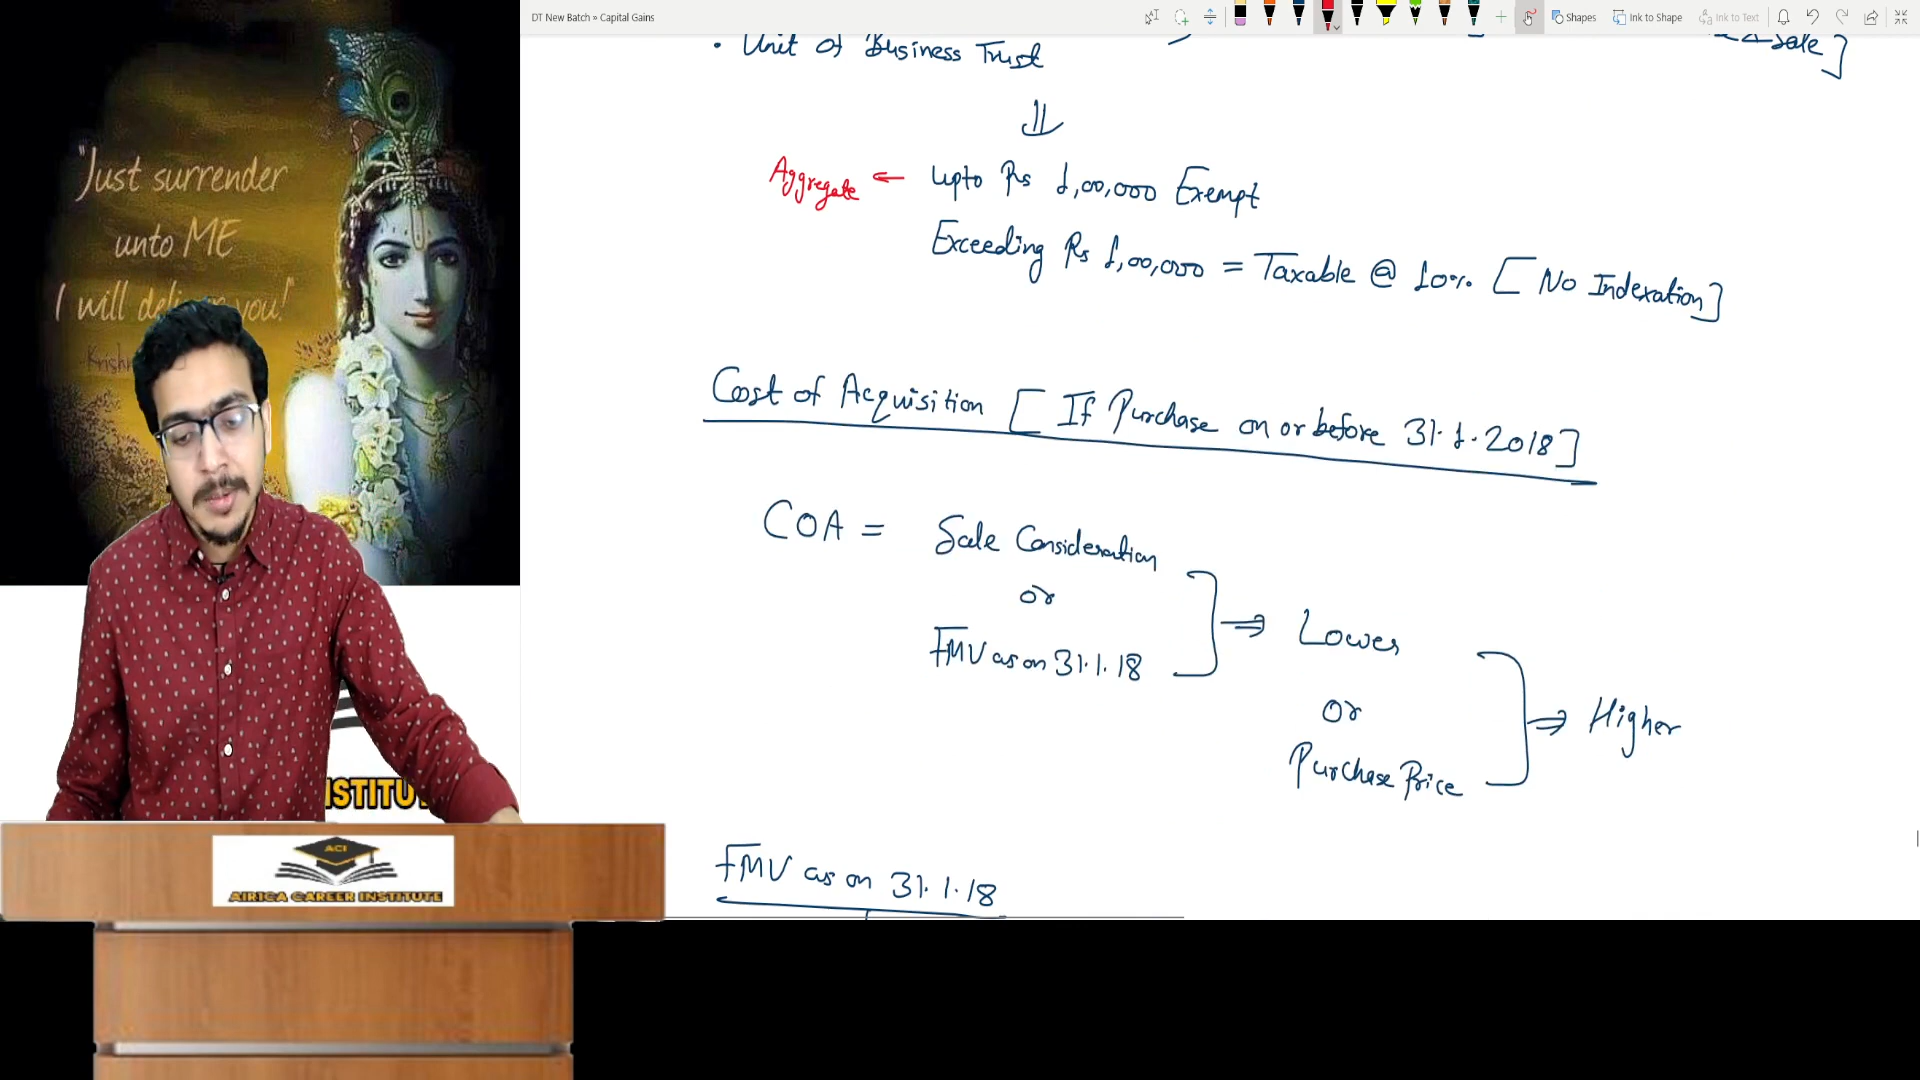 DT New Batch » Capital Gains
Shapes
Ink to Shape
Ink to Text
• Unit of Business Trust
Sale]
Aggregate ← Upto Rs 1,00,000 Exempt
Exceeding Rs 1,00,000 = Taxable @ 10% [No Indexation]
Cost of Acquisition [If Purchase on or before 31.1.2018]
COA = Sale Consideration
or
FMV as on 31.1.18
⇒ Lower
or
Purchase Price
⇒ Higher
FMV as on 31.1.18
"Just surrender
unto ME
I will you!"
ISTITU
ACI
AIRICA CAREER INSTITUTE